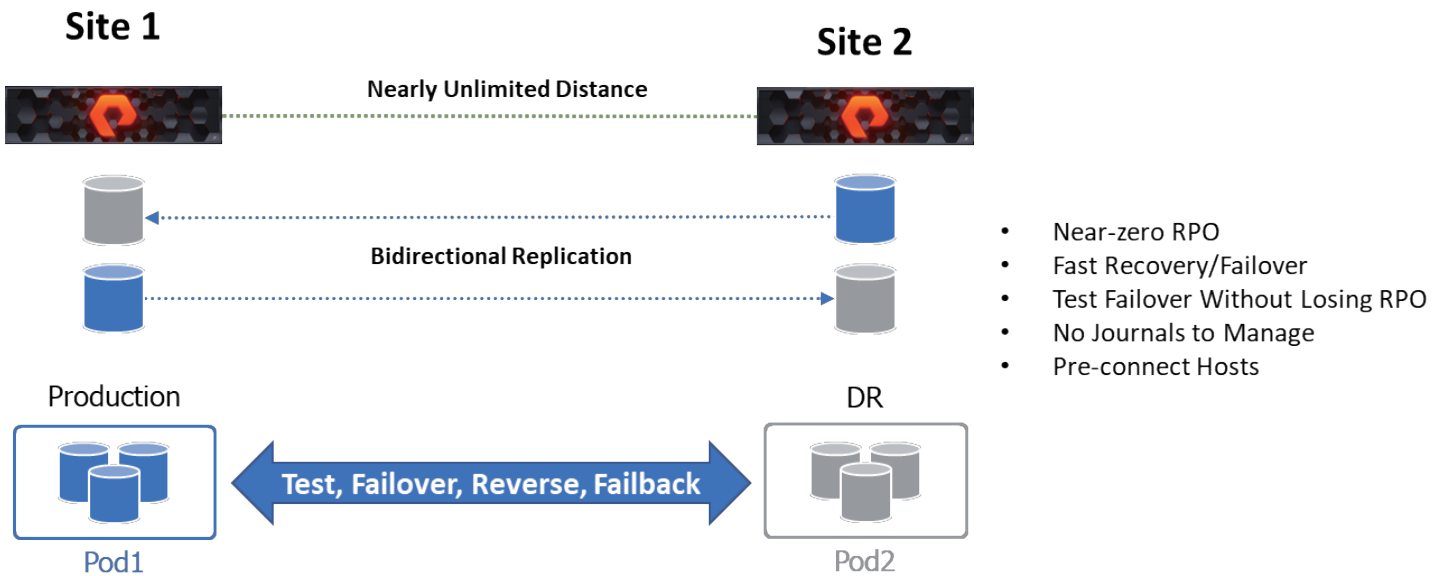 Site 1
Site 2
Nearly Unlimited Distance
Bidirectional Replication
• Near-zero RPO
• Fast Recovery/Failover
• Test Failover Without Losing RPO
• No Journals to Manage
• Pre-connect Hosts
Production
DR
Test, Failover, Reverse, Failback
Pod1
Pod2